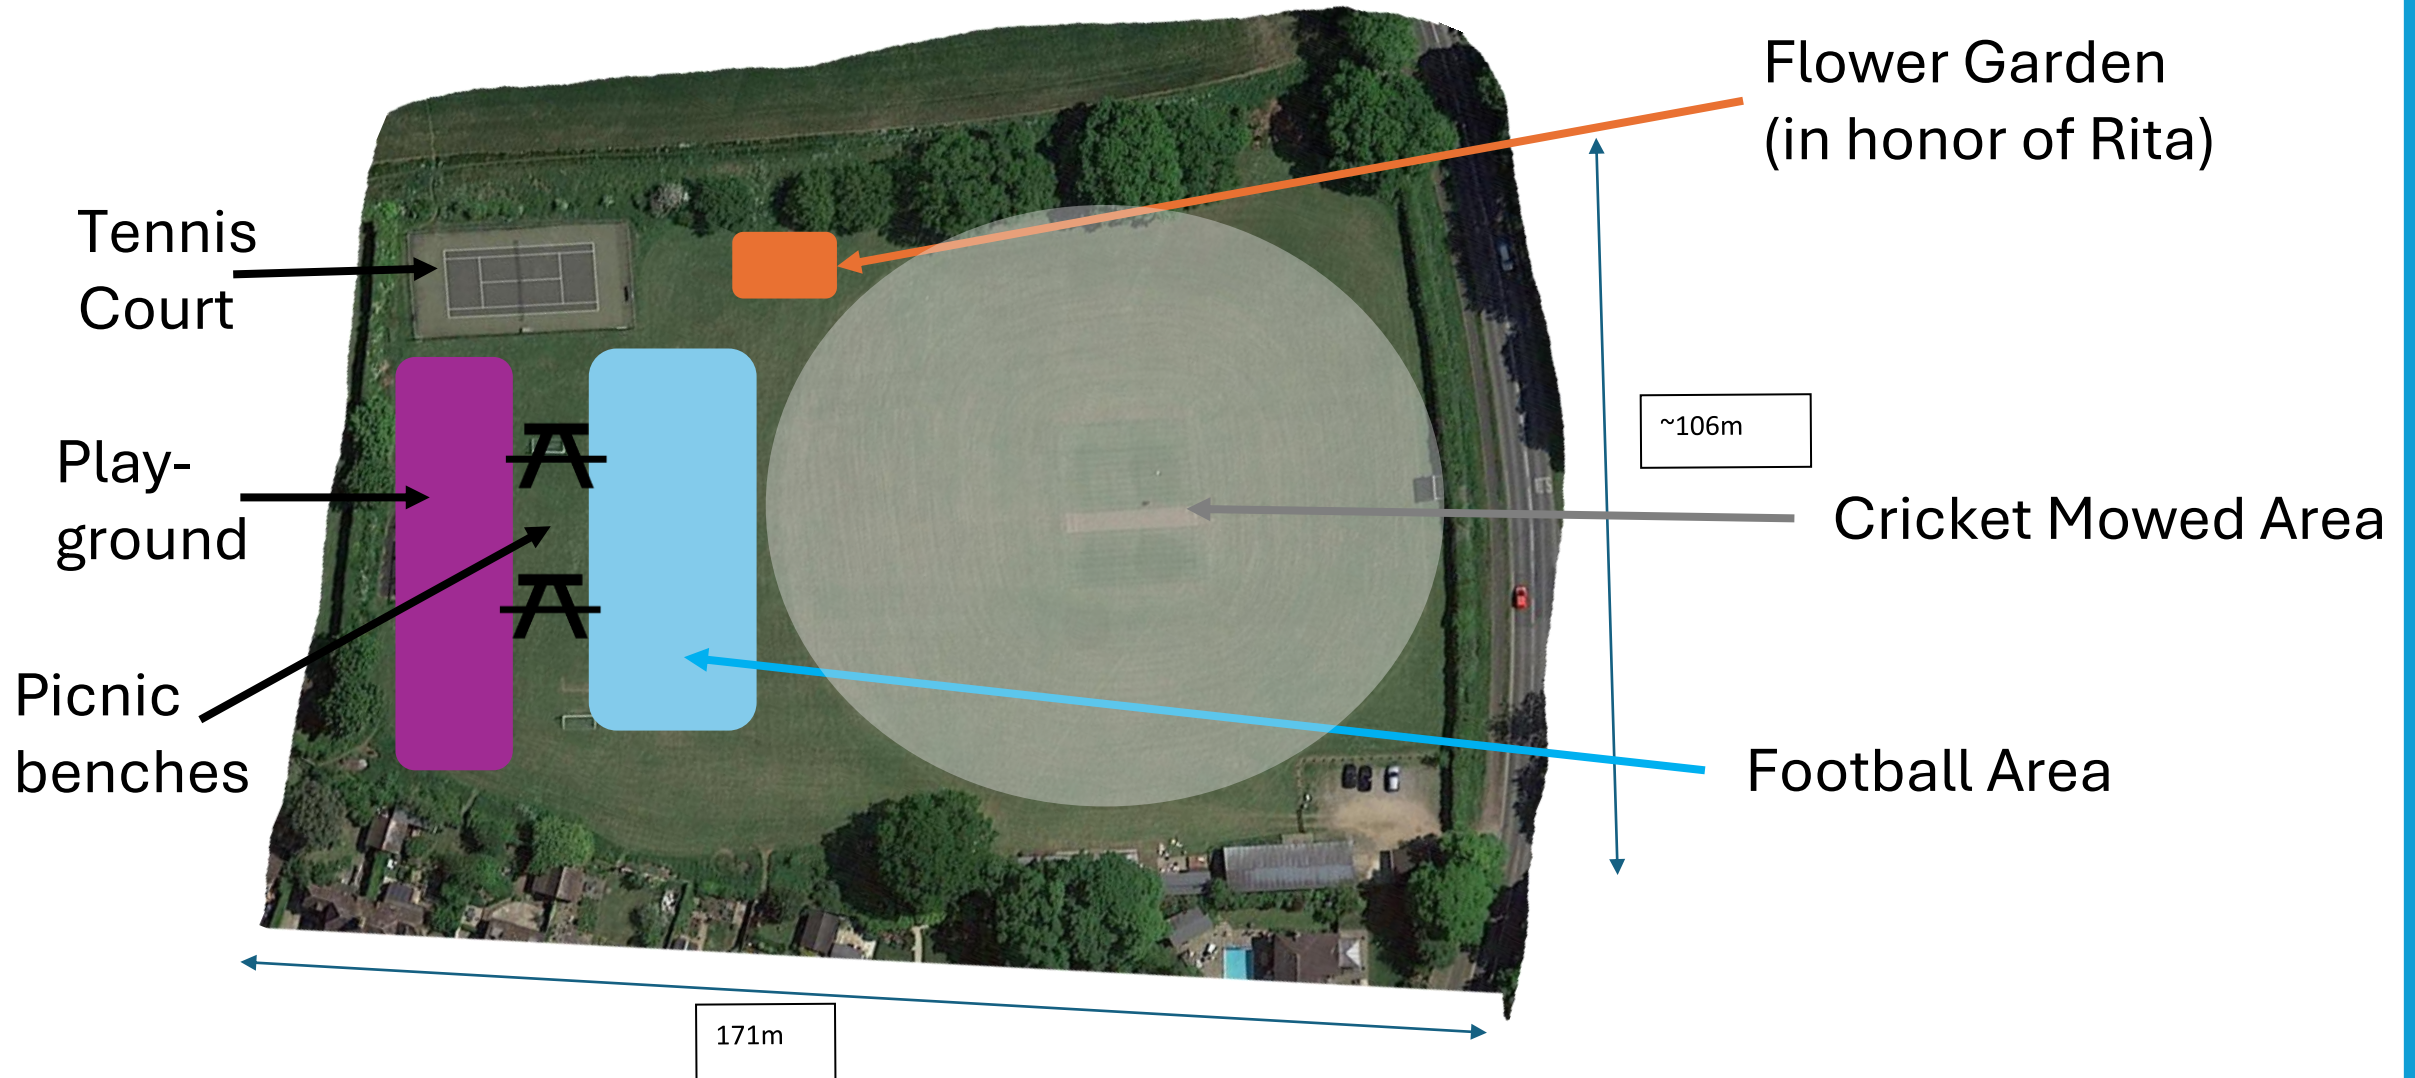 Flower Garden
(in honor of Rita)
Tennis
Court
~106m
Play-
ground
Cricket Mowed Area
Picnic
benches
Football Area
171m